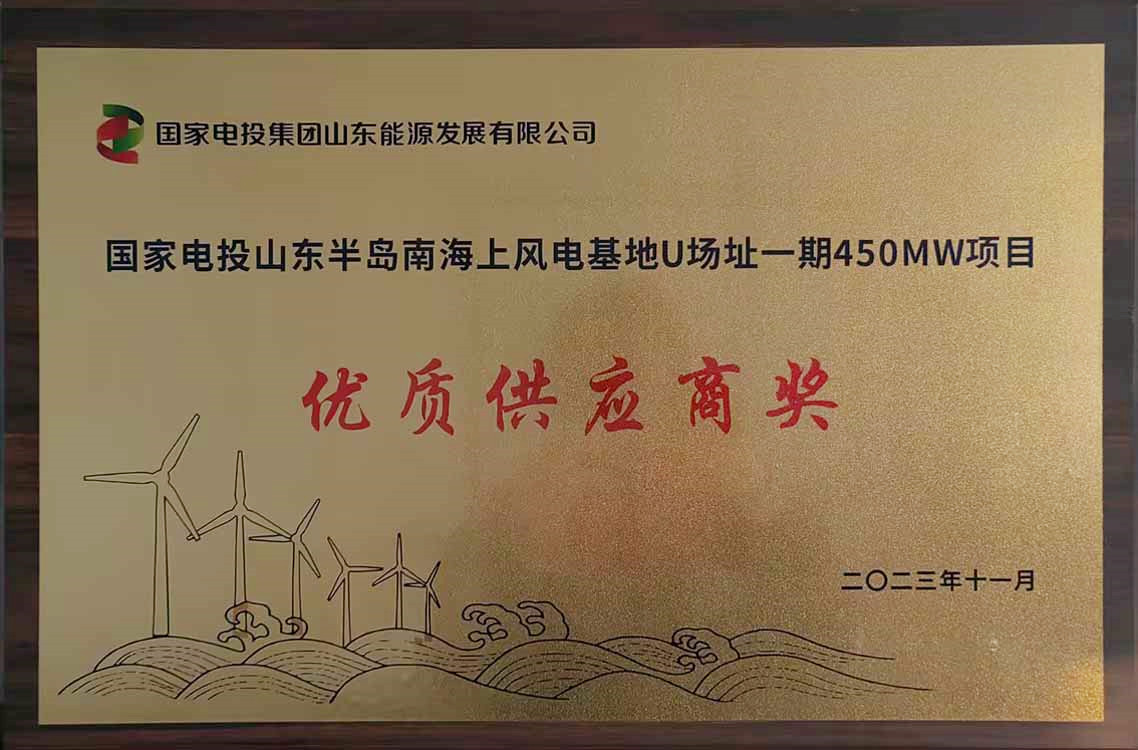 国家电投集团山东能源发展有限公司
国家电投山东半岛南海上风电基地U场址一期450MW项目
优质供应商奖
二〇二三年十一月